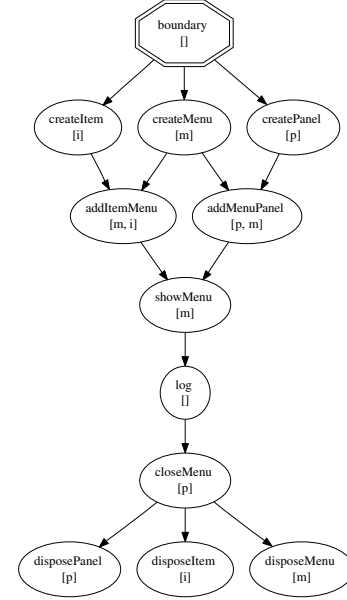 boundary
[]
createItem
[i]
createMenu
[m]
createPanel
[p]
addItemMenu
[m, i]
addMenuPanel
[p, m]
showMenu
[m]
log
[]
closeMenu
[p]
disposePanel
[p]
disposeItem
[i]
disposeMenu
[m]